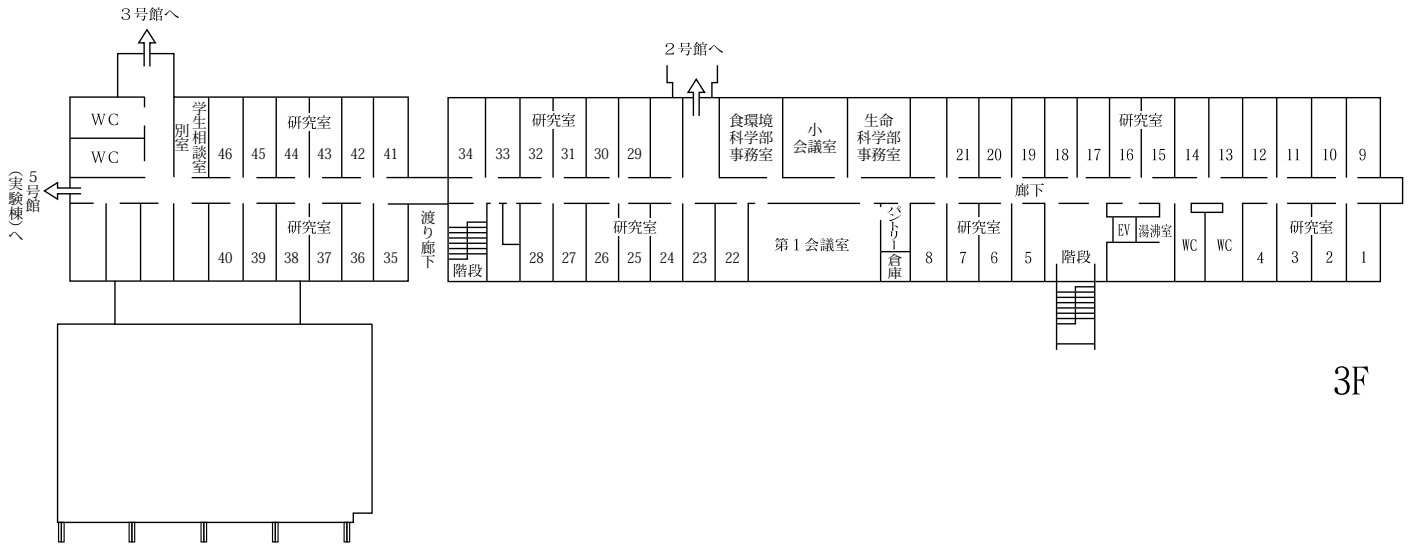 ３号館へ
２号館へ
５号館
（実験棟）へ
WC
WC
学生相談室
別室
研究室
46
45
44
43
42
41
研究室
34
33
32
31
30
29
食環境
科学部
事務室
小
会議室
生命
科学部
事務室
研究室
21
20
19
18
17
16
15
14
13
12
11
10
9
廊下
研究室
40
39
38
37
36
35
渡り廊下
階段
研究室
28
27
26
25
24
23
22
第１会議室
パントリー
倉庫
研究室
8
7
6
5
階段
EV
湯沸室
WC
WC
研究室
4
3
2
1
3F